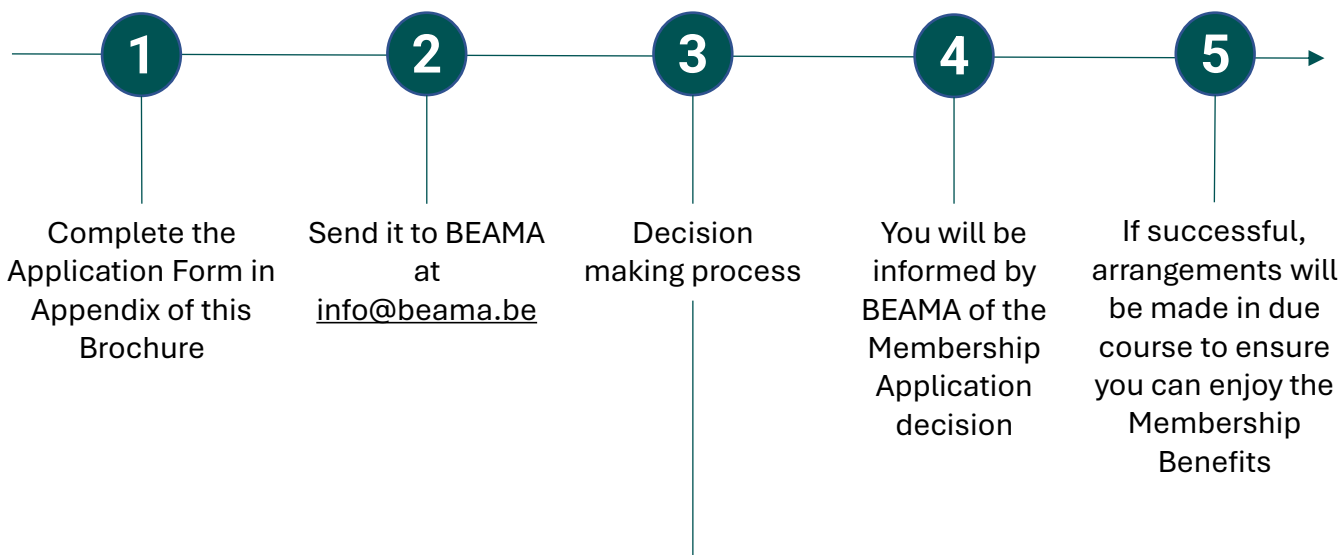 1
2
3
4
5
Complete the
Application Form in
Appendix of this
Brochure
Send it to BEAMA
at
info@beama.be
Decision
making process
You will be
informed by
BEAMA of the
Membership
Application
decision
If successful,
arrangements will
be made in due
course to ensure
you can enjoy the
Membership
Benefits